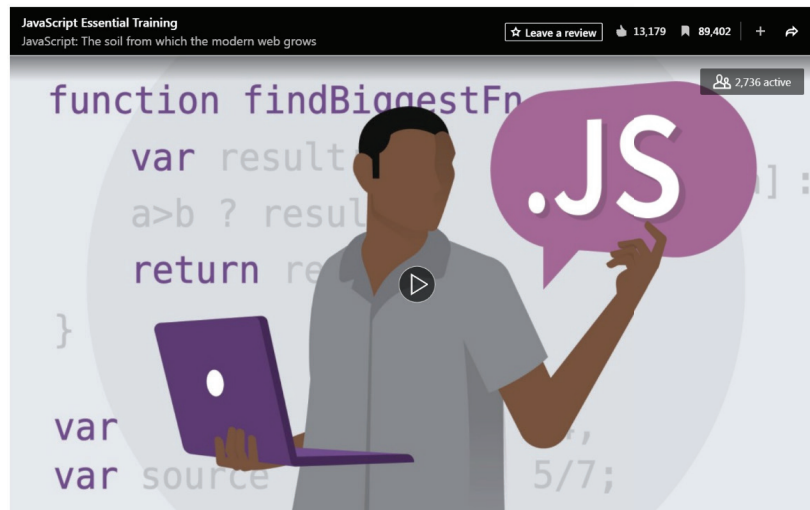 JavaScript Essential Training
JavaScript: The soil from which the modern web grows
Leave a review 13,179 89,402
2,736 active
function findBiggestFn
var result
.JS
] :
a>b ? resul
return re
}
var
var source 5/7;